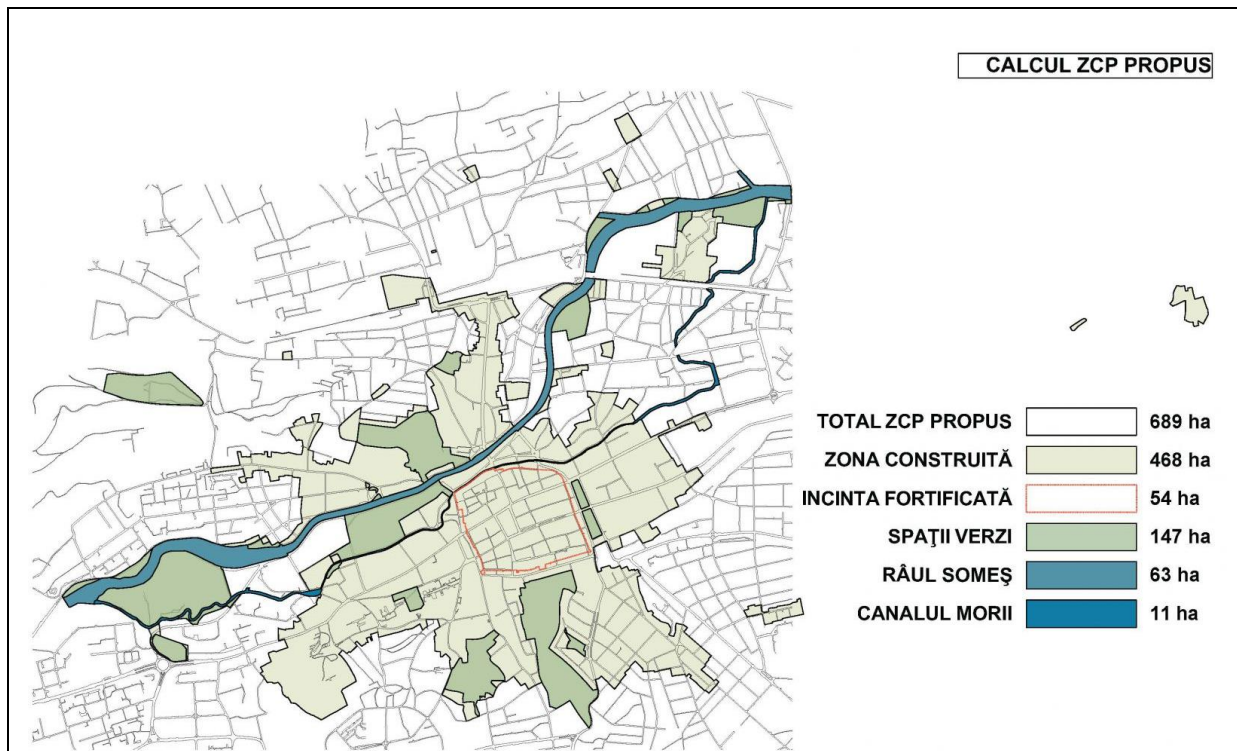 CALCUL ZCP PROPUS
TOTAL ZCP PROPUS 689 ha
ZONA CONSTRUITĂ 468 ha
INCINTA FORTIFICATĂ 54 ha
SPAŢII VERZI 147 ha
RÂUL SOMEŞ 63 ha
CANALUL MORII 11 ha